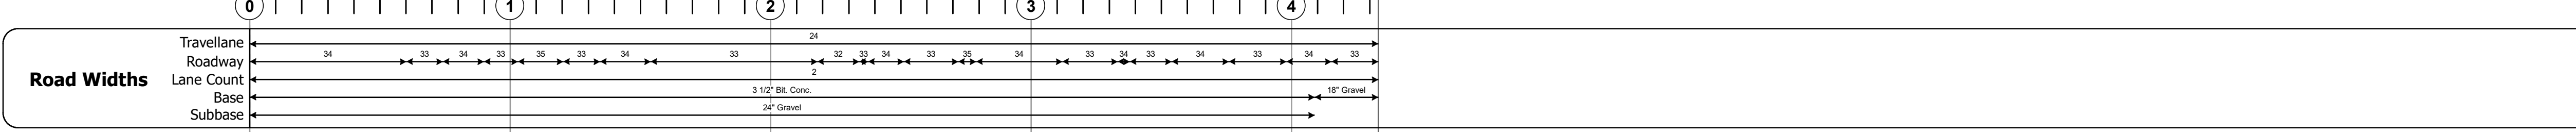 0 1 2 3 4
Travellane 24
Roadway 34 33 34 33 35 33 34 33 32 33 34 33 35 34 33 34 33 34 33 34 33
Road Widths
Lane Count 2
Base 3 1/2" Bit. Conc. 18" Gravel
Subbase 24" Gravel